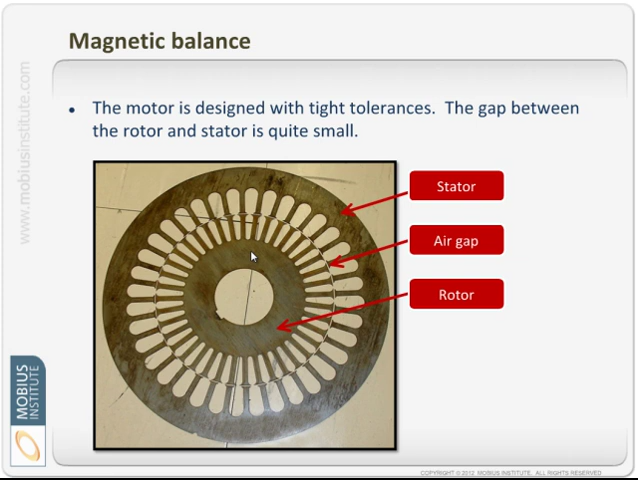 Magnetic balance
• The motor is designed with tight tolerances. The gap between
the rotor and stator is quite small.
Stator
Air gap
Rotor
www.mobiusinstitute.com
MOBIUS
INSTITUTE
COPYRIGHT © 2012 MOBIUS INSTITUTE. ALL RIGHTS RESERVED